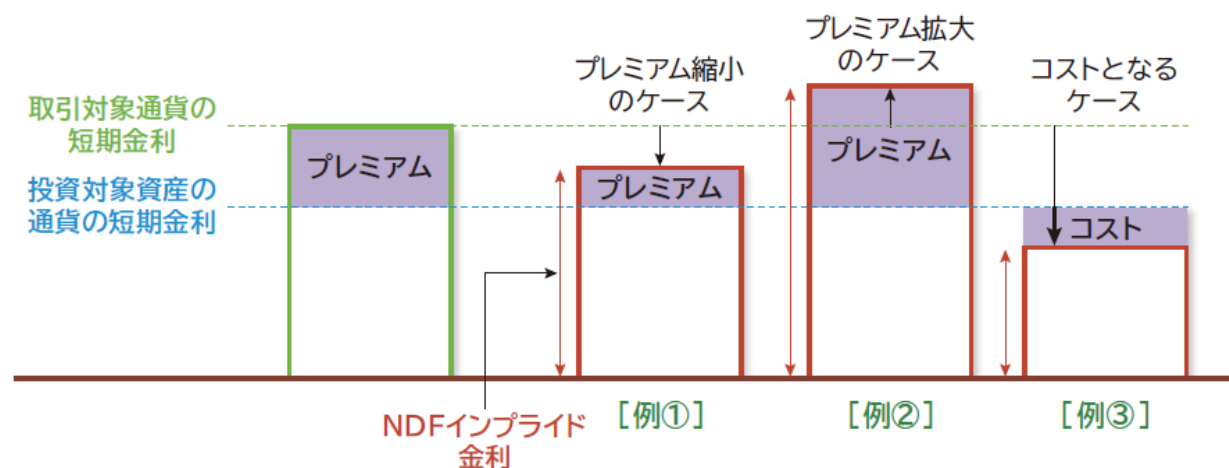 プレミアム拡大
のケース
プレミアム縮小
のケース
コストとなる
ケース
取引対象通貨の
短期金利
プレミアム
プレミアム
プレミアム
投資対象資産の
通貨の短期金利
コスト
NDFインプライド
金利
[例①]
[例②]
[例③]